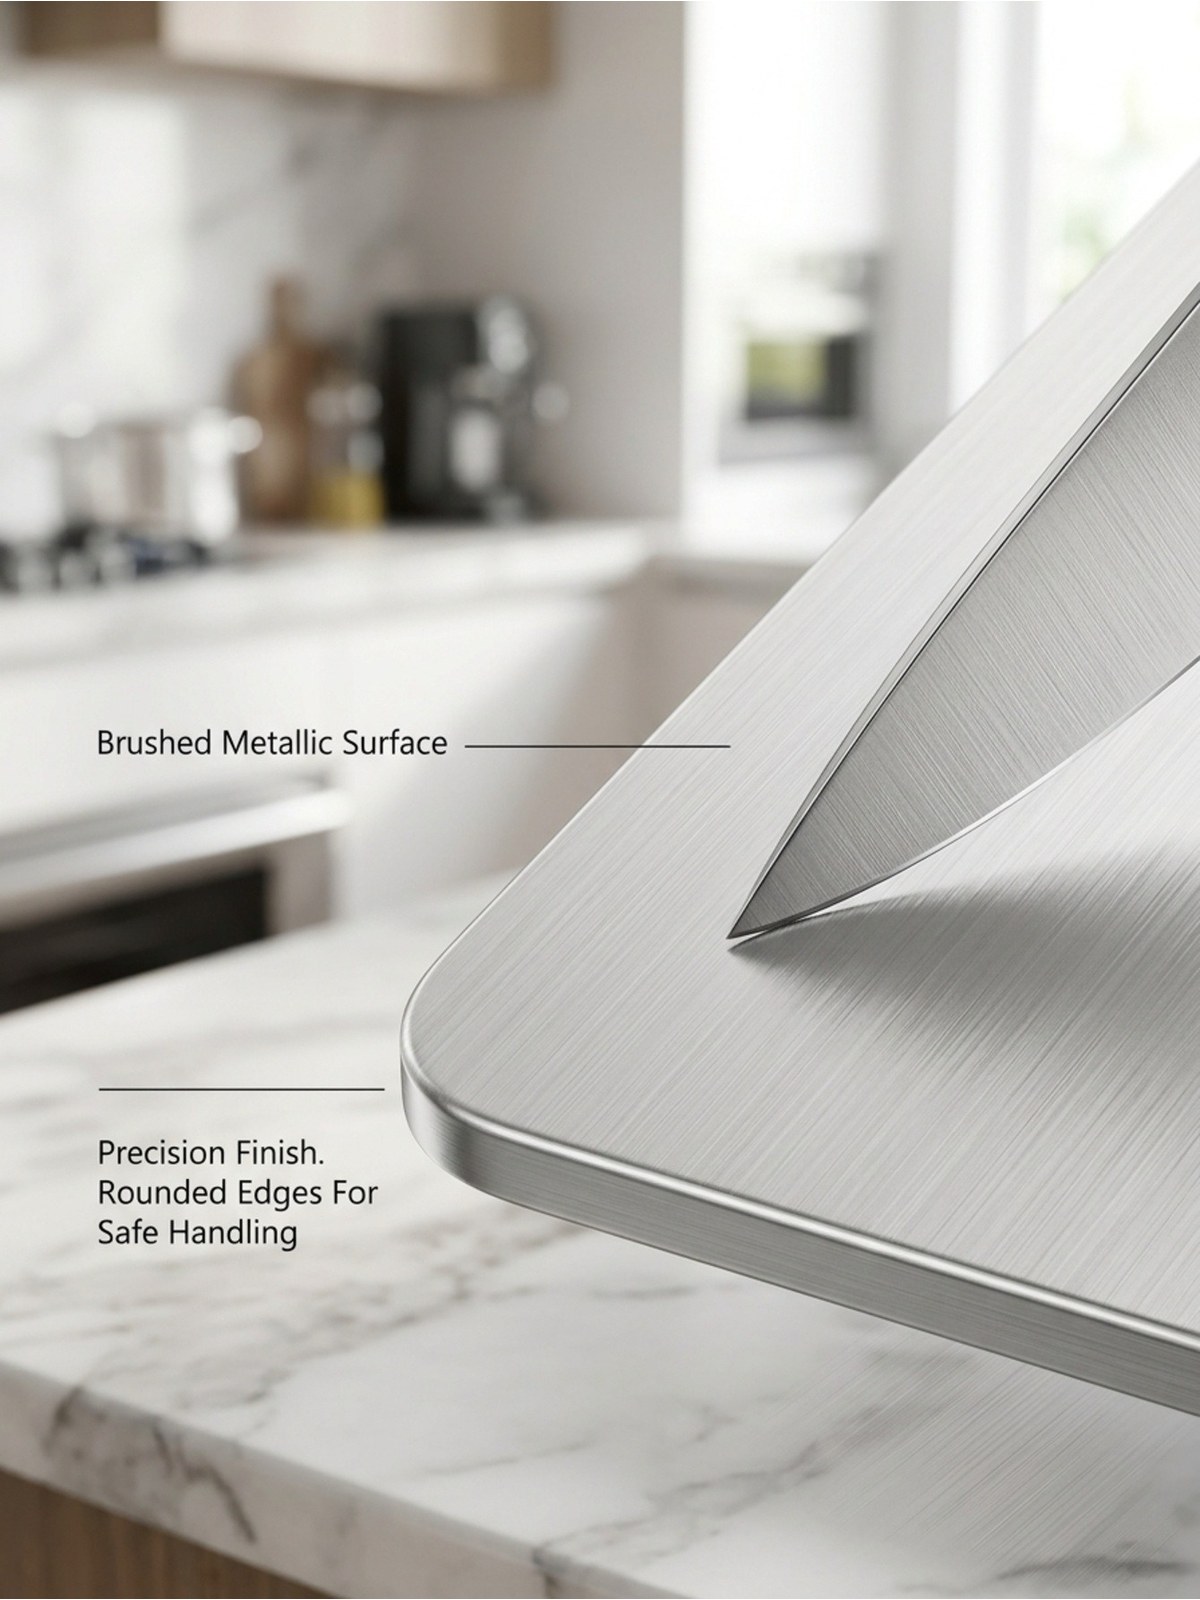 Brushed Metallic Surface
Precision Finish.
Rounded Edges For
Safe Handling